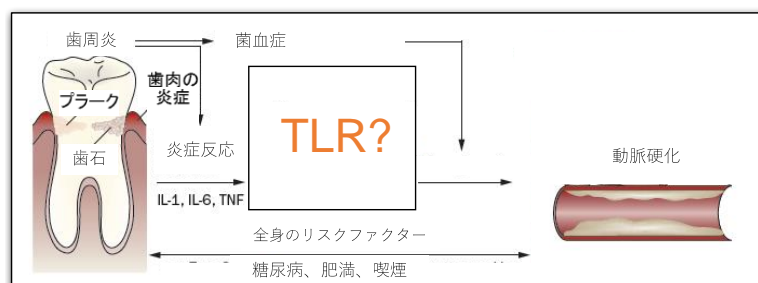 歯周炎
菌血症
歯肉の
炎症
プラーク
歯石
炎症反応
TLR?
動脈硬化
IL-1, IL-6, TNF
全身のリスクファクター
糖尿病、肥満、喫煙